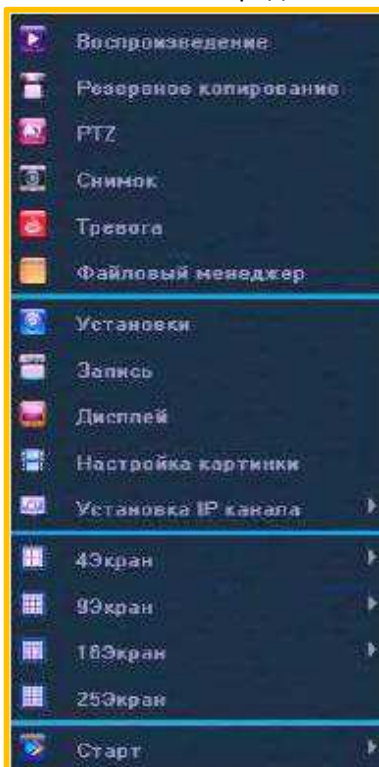 Воспроизведение
Резервное копирование
PTZ
Снимок
Тревога
Файловый менеджер
Установки
Запись
Дисплей
Настройка картинки
Установка IP канала
4Экран
9Экран
16Экран
25Экран
Старт